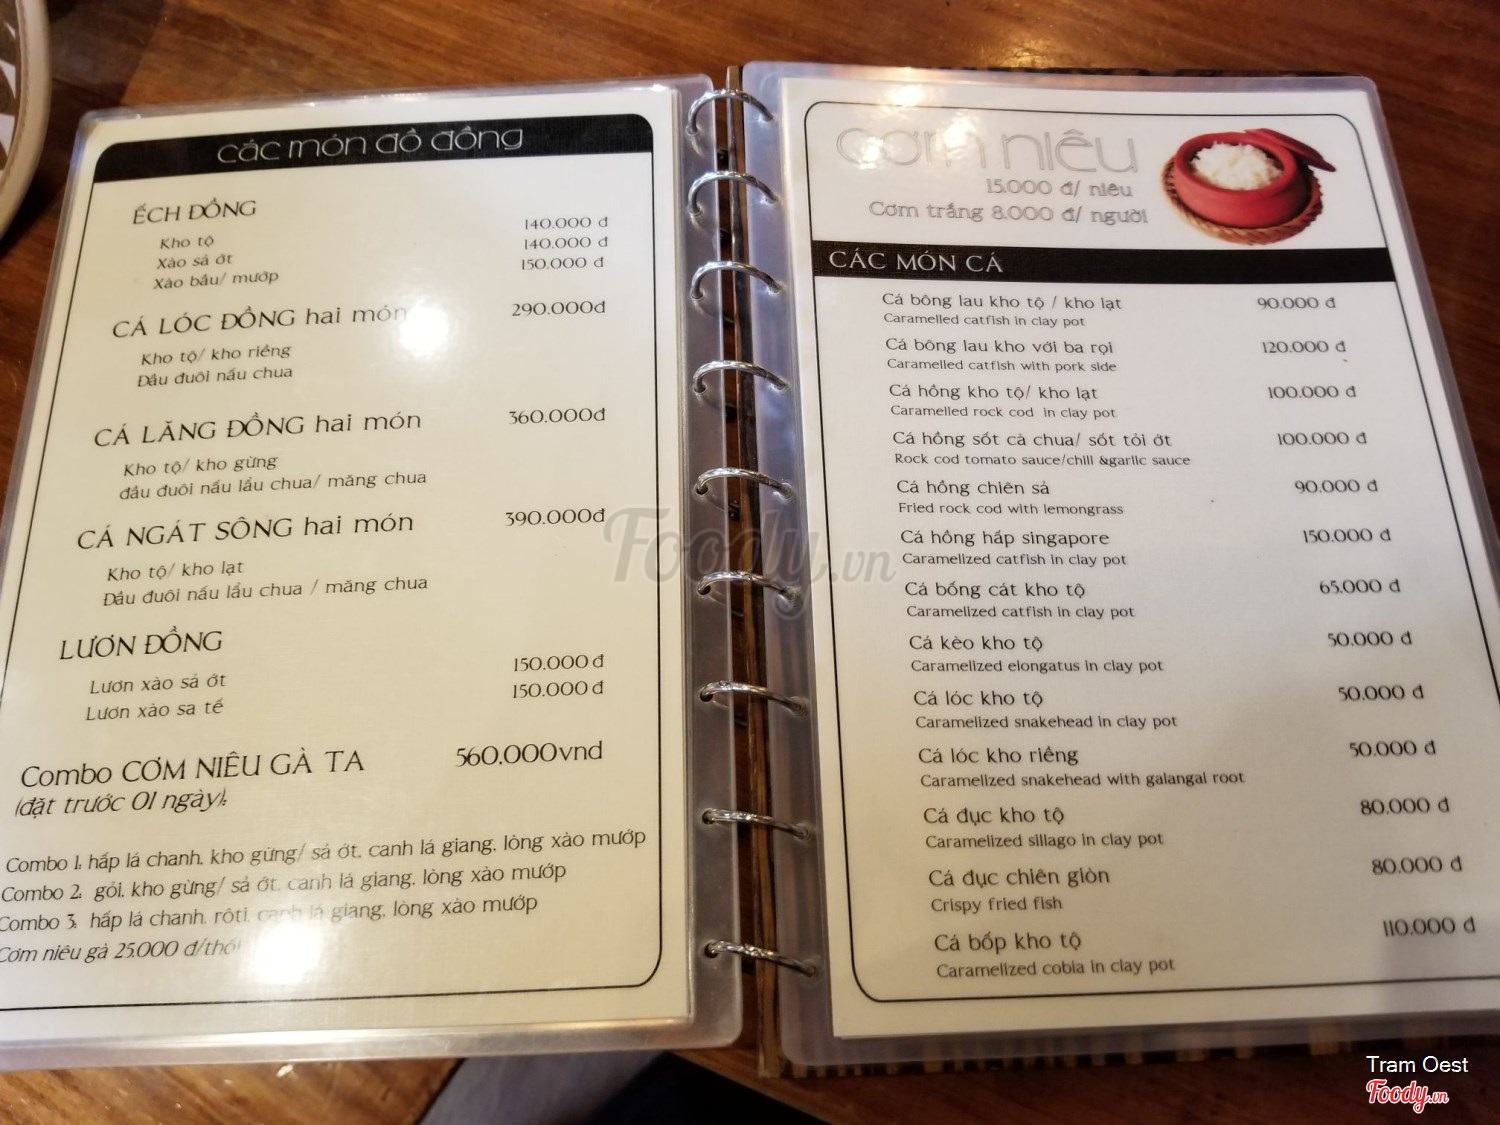 các món đồ đồng
ẾCH ĐỒNG
Kho tộ 140.000 đ
Xào sả ớt 140.000 đ
Xào bầu/ mướp 150.000 đ
CÁ LÓC ĐỒNG hai món 290.000đ
Kho tộ/ kho riềng
Đầu đuôi nấu chua
CÁ LĂNG ĐỒNG hai món 360.000đ
Kho tộ/ kho gừng
đầu đuôi nấu lẩu chua/ măng chua
CÁ NGÁT SÔNG hai món 390.000đ
Kho tộ/ kho lạt
Đầu đuôi nấu lẩu chua / măng chua
LƯƠN ĐỒNG
Lươn xào sả ớt 150.000 đ
Lươn xào sa tế 150.000 đ
Combo CƠM NIÊU GÀ TA 560.000vnd
(đặt trước 01 ngày):
Combo 1: hấp lá chanh, kho gừng/ sả ớt, canh lá giang, lòng xào mướp
Combo 2: gỏi, kho gừng/ sả ớt, canh lá giang, lòng xào mướp
Combo 3: hấp lá chanh, rôti, canh lá giang, lòng xào mướp
Cơm niêu gà 25.000 đ/thố
cơm niêu
15.000 đ/ niêu
Cơm trắng 8.000 đ/ người
CÁC MÓN CÁ
Cá bông lau kho tộ / kho lạt 90.000 đ
Caramelled catfish in clay pot
Cá bông lau kho với ba rọi 120.000 đ
Caramelled catfish with pork side
Cá hồng kho tộ/ kho lạt 100.000 đ
Caramelled rock cod in clay pot
Cá hồng sốt cà chua/ sốt tỏi ớt 100.000 đ
Rock cod tomato sauce/chili &garlic sauce
Cá hồng chiên sả 90.000 đ
Fried rock cod with lemongrass
Cá hồng hấp singapore 150.000 đ
Caramelized catfish in clay pot
Cá bống cát kho tộ 65.000 đ
Caramelized catfish in clay pot
Cá kèo kho tộ 50.000 đ
Caramelized elongatus in clay pot
Cá lóc kho tộ 50.000 đ
Caramelized snakehead in clay pot
Cá lóc kho riềng 50.000 đ
Caramelized snakehead with galangal root
Cá đục kho tộ 80.000 đ
Caramelized sillago in clay pot
Cá đục chiên giòn 80.000 đ
Crispy fried fish
Cá bốp kho tộ 110.000 đ
Caramelized cobia in clay pot
Foody.vn
Tram Oest
Foody.vn